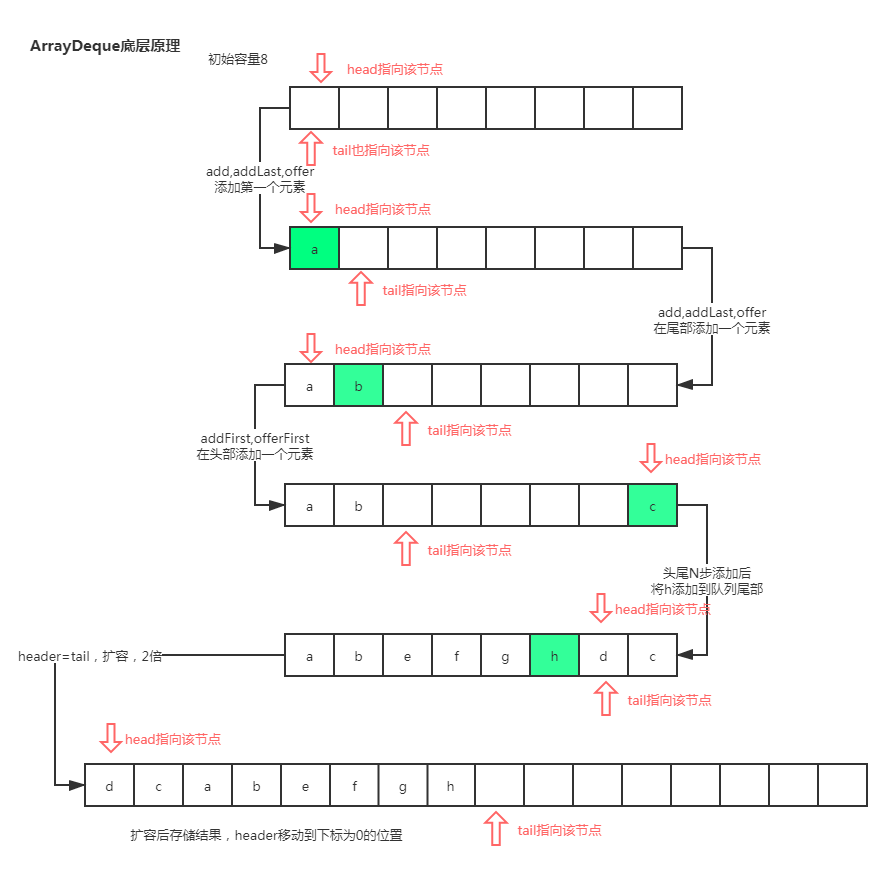 ArrayDeque底层原理
初始容量8
head指向该节点
tail也指向该节点
add,addLast,offer
添加第一个元素
head指向该节点
a
tail指向该节点
add,addLast,offer
在尾部添加一个元素
head指向该节点
a b
tail指向该节点
addFirst,offerFirst
在头部添加一个元素
head指向该节点
a b c
tail指向该节点
头尾N步添加后
将h添加到队列尾部
head指向该节点
a b e f g h d c
header=tail，扩容，2倍
tail指向该节点
head指向该节点
d c a b e f g h
tail指向该节点
扩容后存储结果，header移动到下标为0的位置